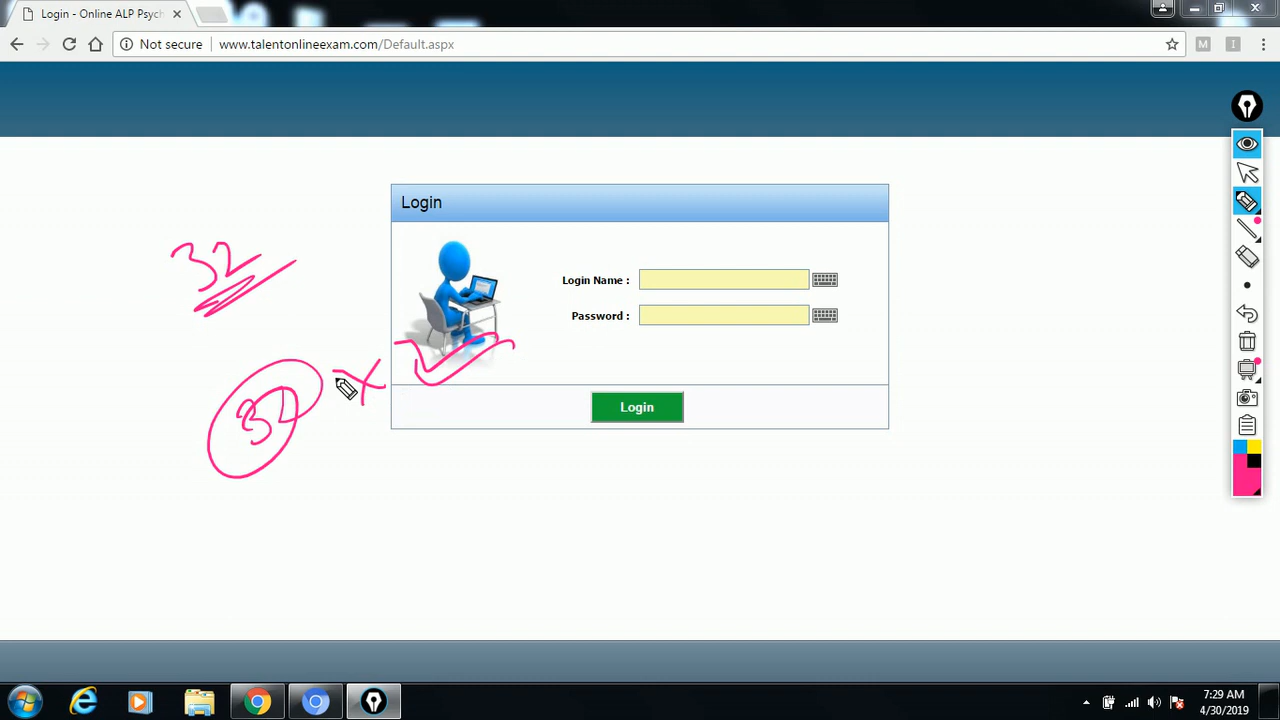 Login - Online ALP Psych
Not secure
www.talentonlineexam.com/Default.aspx
M
I
Login
32
Login Name :
Password :
32 x
Login
7:29 AM
4/30/2019